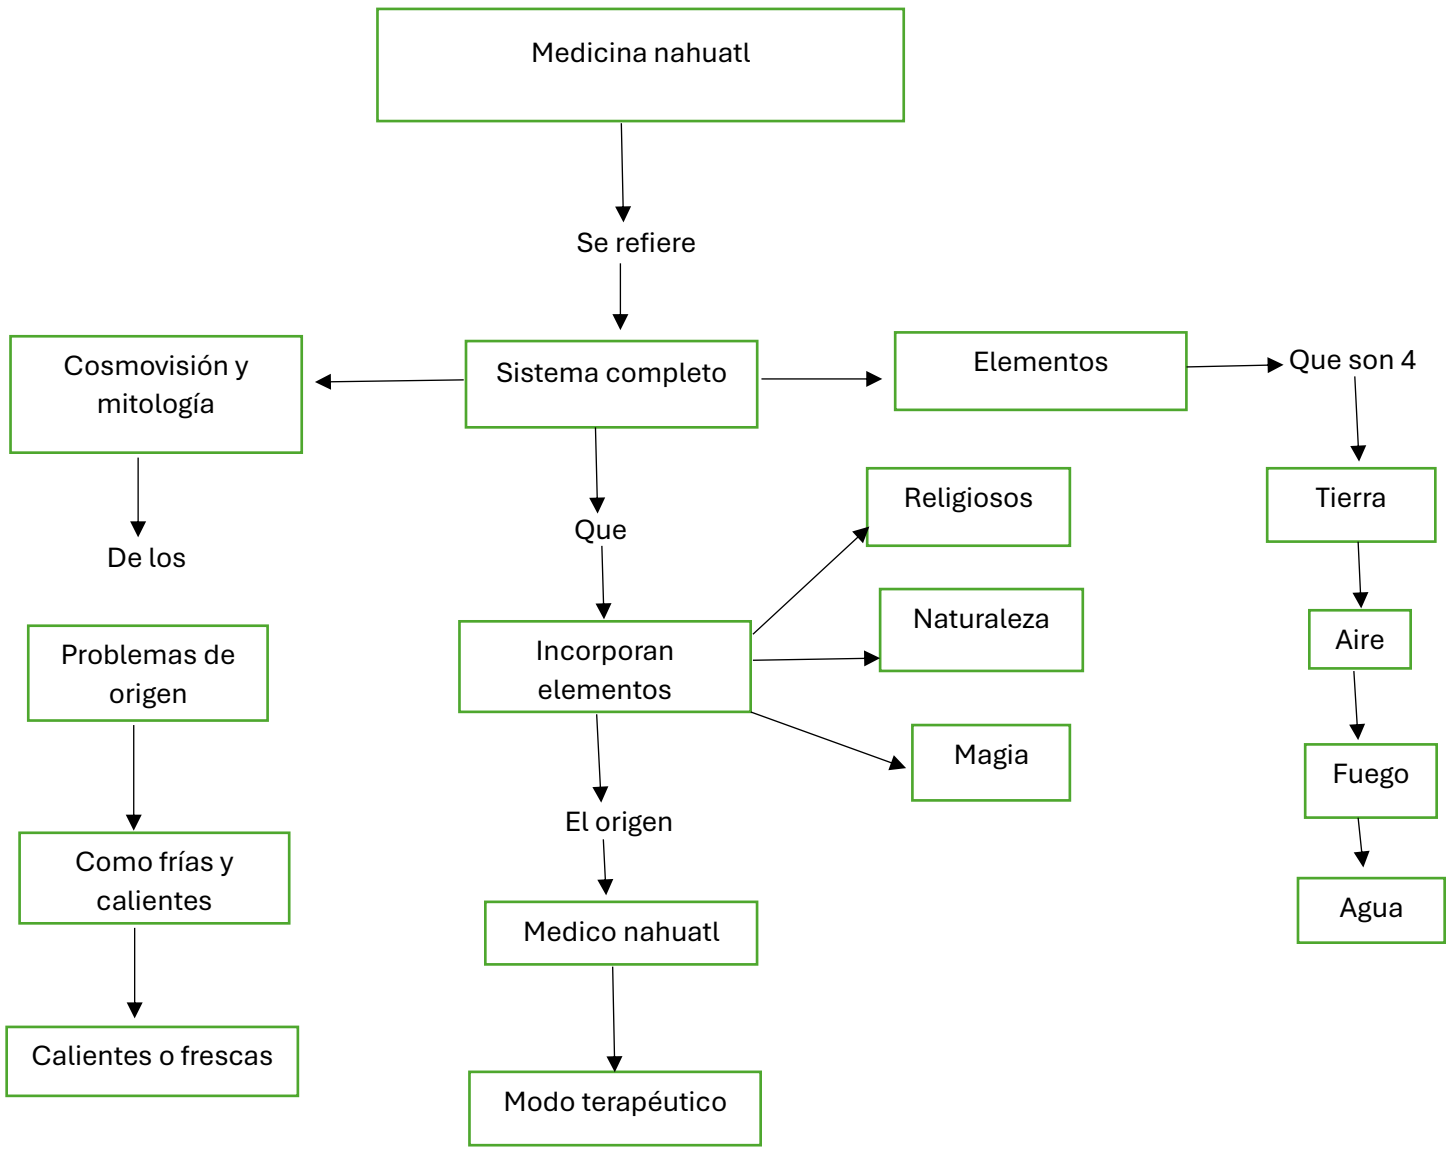 Medicina nahuatl
Se refiere
Cosmovisión y
mitología
Sistema completo
Elementos
Que son 4
De los
Que
Religiosos
Tierra
Problemas de
origen
Incorporan
elementos
Naturaleza
Aire
Magia
Fuego
Como frías y
calientes
El origen
Medico nahuatl
Agua
Calientes o frescas
Modo terapéutico